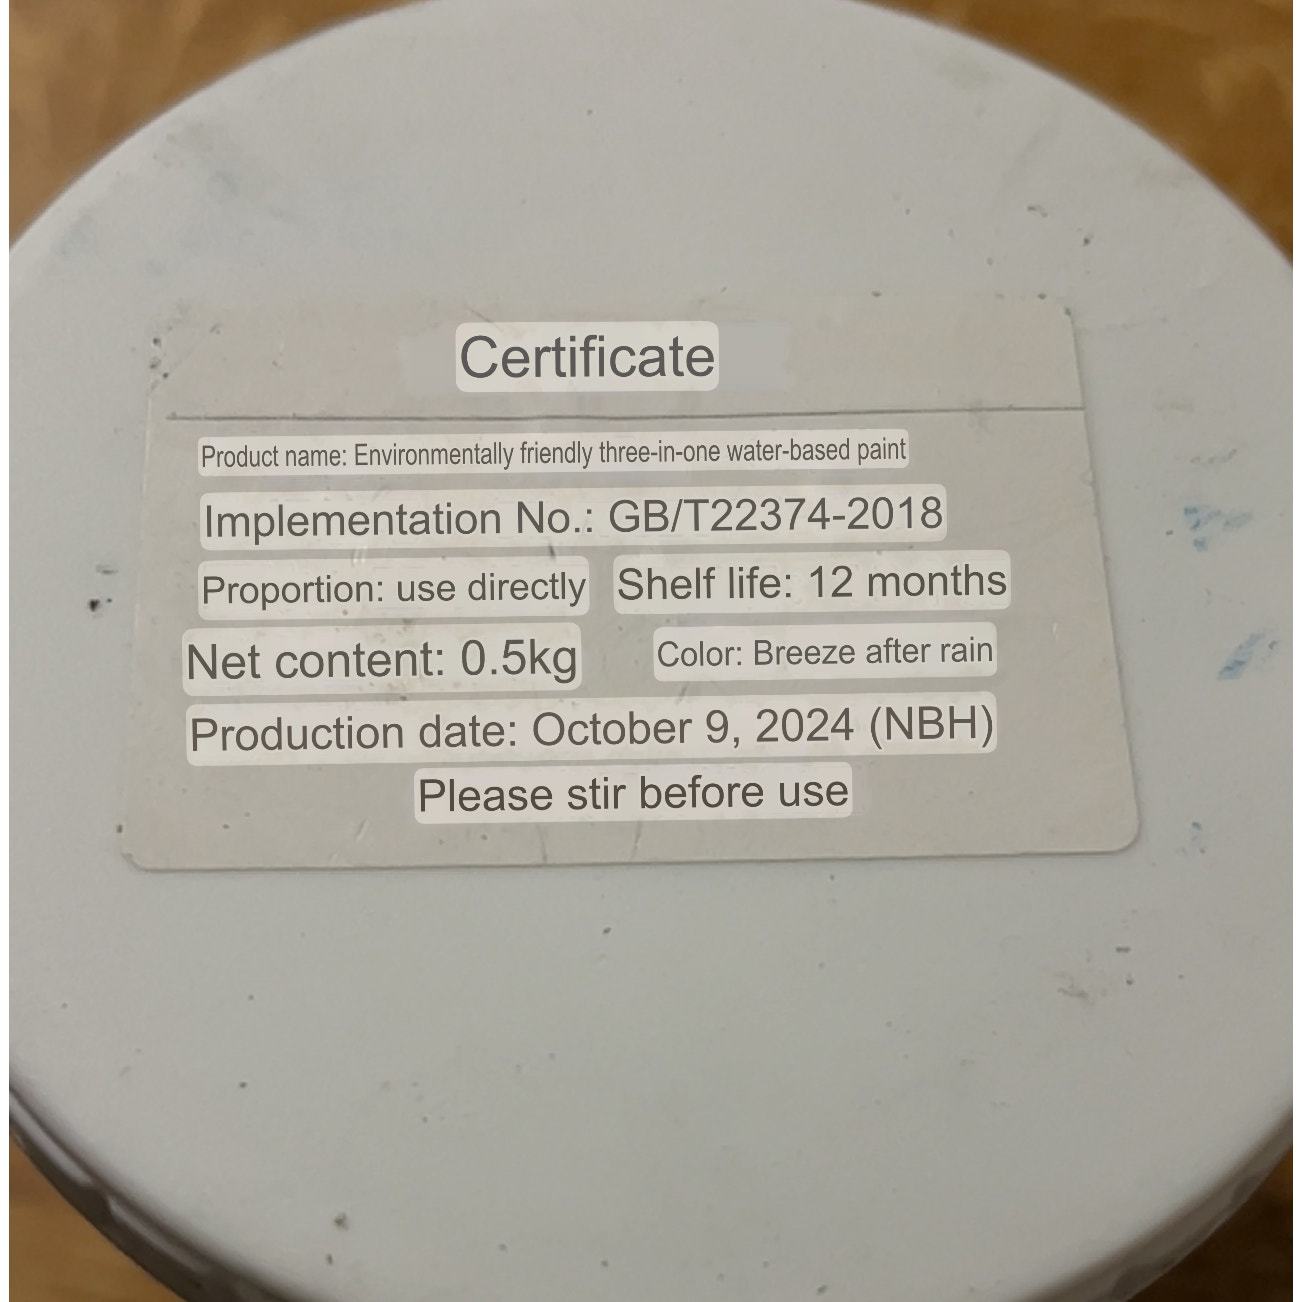 Certificate
Product name: Environmentally friendly three-in-one water-based paint
Implementation No.: GB/T22374-2018
Proportion: use directly Shelf life: 12 months
Net content: 0.5kg Color: Breeze after rain
Production date: October 9, 2024 (NBH)
Please stir before use